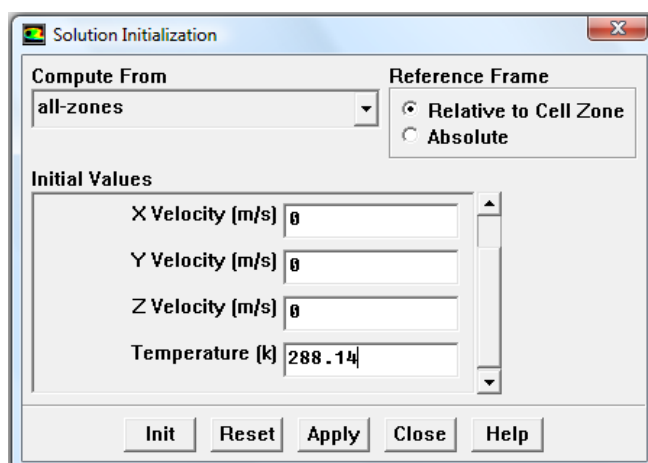 Solution Initialization
Compute From
all-zones
Reference Frame
Relative to Cell Zone
Absolute
Initial Values
X Velocity (m/s) 0
Y Velocity (m/s) 0
Z Velocity (m/s) 0
Temperature (k) 288.14
Init Reset Apply Close Help